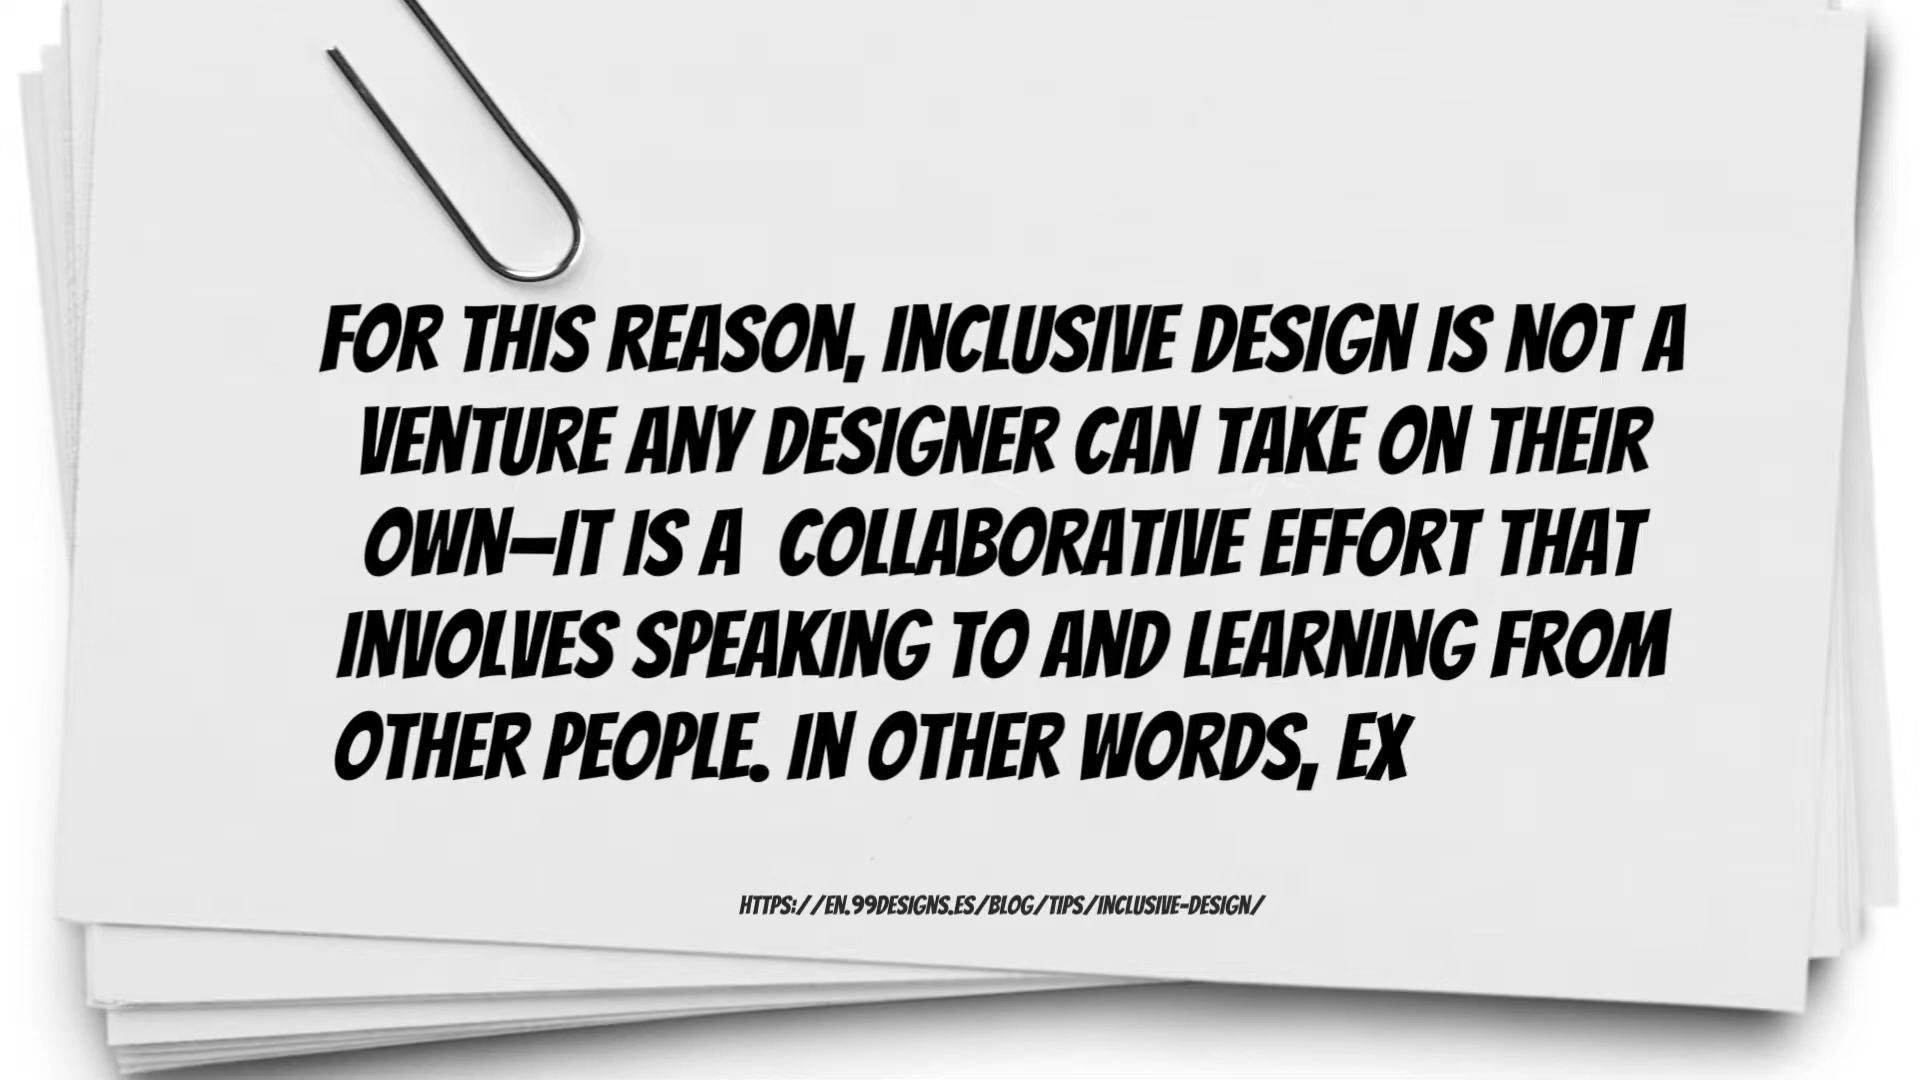 FOR THIS REASON, INCLUSIVE DESIGN IS NOT A
VENTURE ANY DESIGNER CAN TAKE ON THEIR
OWN—IT IS A  COLLABORATIVE EFFORT THAT
INVOLVES SPEAKING TO AND LEARNING FROM
OTHER PEOPLE. IN OTHER WORDS, EX
HTTPS://EN.99DESIGNS.ES/BLOG/TIPS/INCLUSIVE-DESIGN/